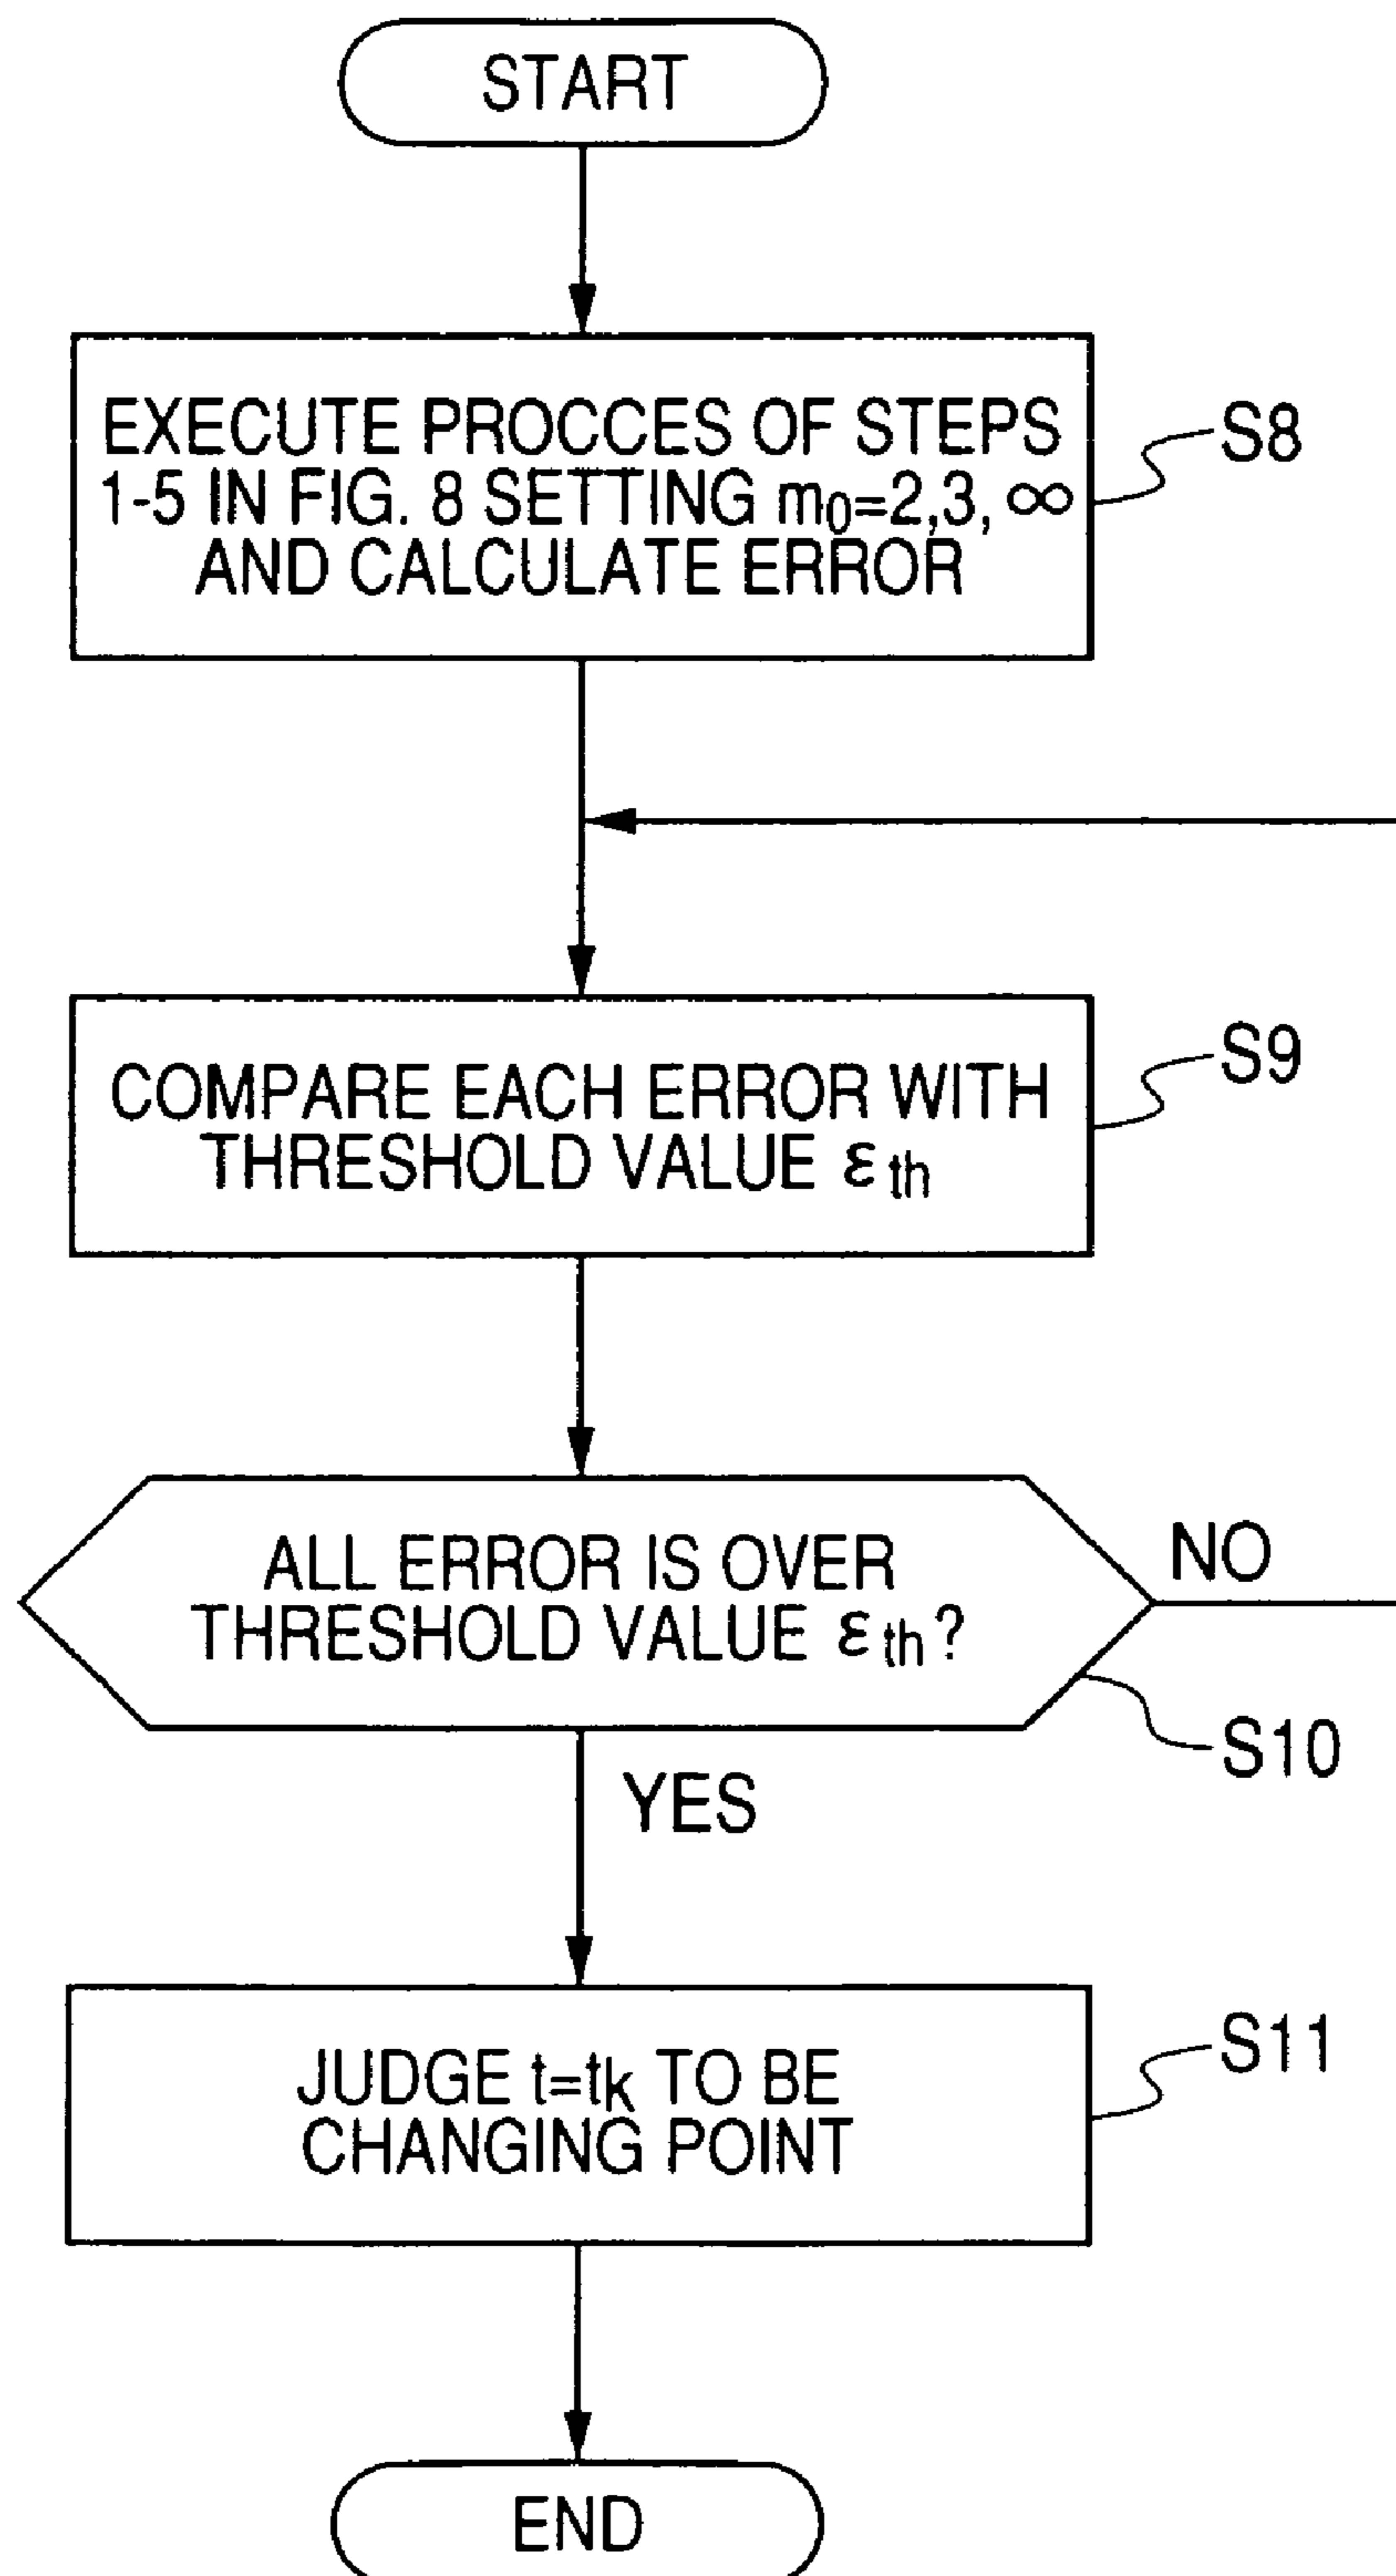 START
EXECUTE PROCCES OF STEPS
1-5 IN FIG. 8 SETTING m₀=2,3, ∞
AND CALCULATE ERROR
S8
COMPARE EACH ERROR WITH
THRESHOLD VALUE ε th
S9
ALL ERROR IS OVER
THRESHOLD VALUE ε th ?
NO
S10
YES
JUDGE t=tk TO BE
CHANGING POINT
S11
END